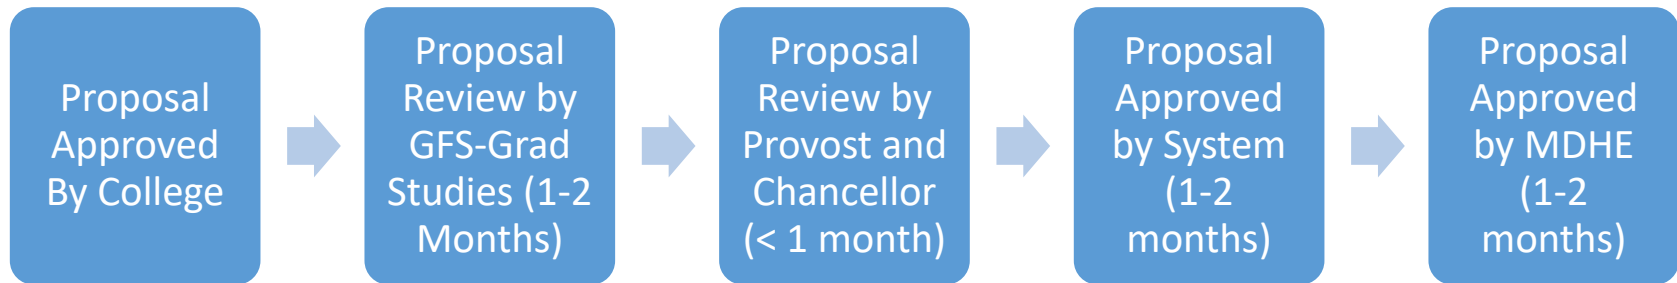 Proposal
Approved
By College
Proposal
Review by
GFS-Grad
Studies (1-2
Months)
Proposal
Review by
Provost and
Chancellor
(< 1 month)
Proposal
Approved
by System
(1-2
months)
Proposal
Approved
by MDHE
(1-2
months)